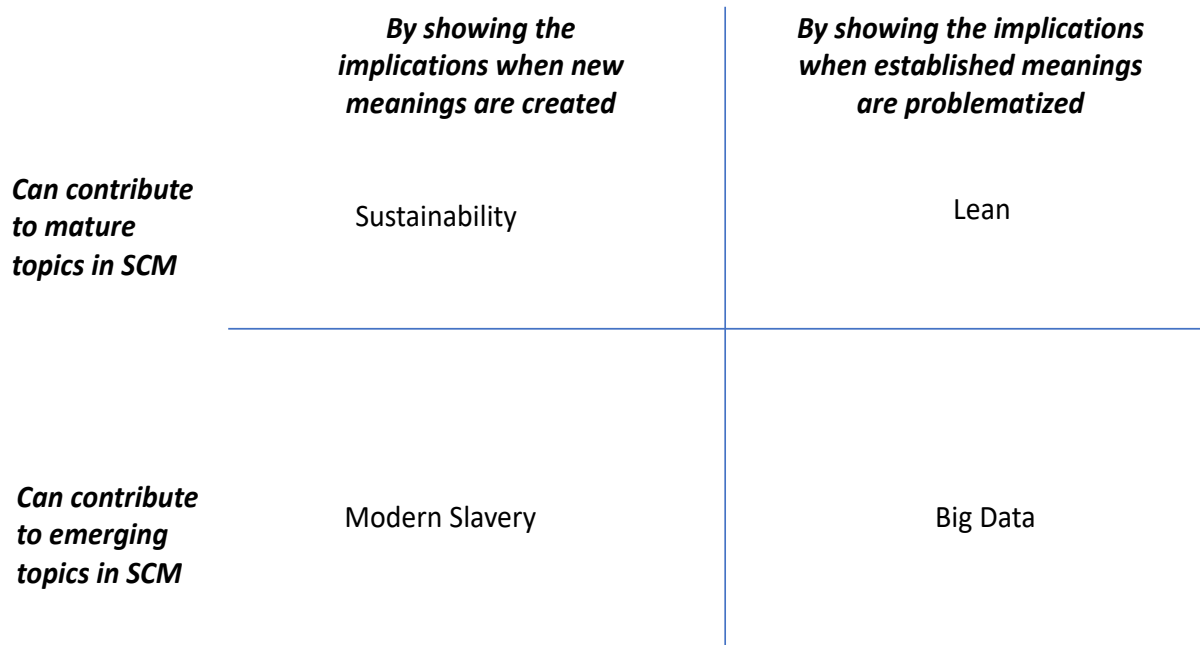 By showing the
implications when new
meanings are created
By showing the implications
when established meanings
are problematized
Can contribute
to mature
topics in SCM
Sustainability
Lean
Can contribute
to emerging
topics in SCM
Modern Slavery
Big Data